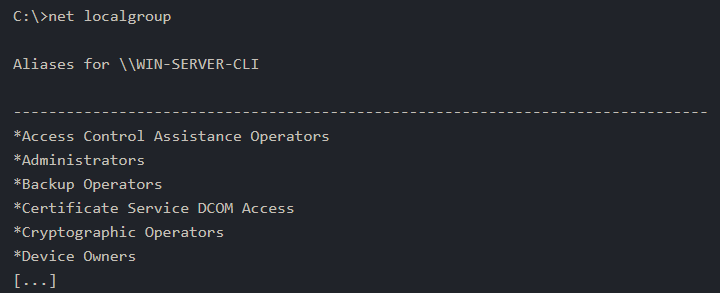 C:\>net localgroup
Aliases for \\WIN-SERVER-CLI
-------------------------------------------------------------------------------
*Access Control Assistance Operators
*Administrators
*Backup Operators
*Certificate Service DCOM Access
*Cryptographic Operators
*Device Owners
[...]